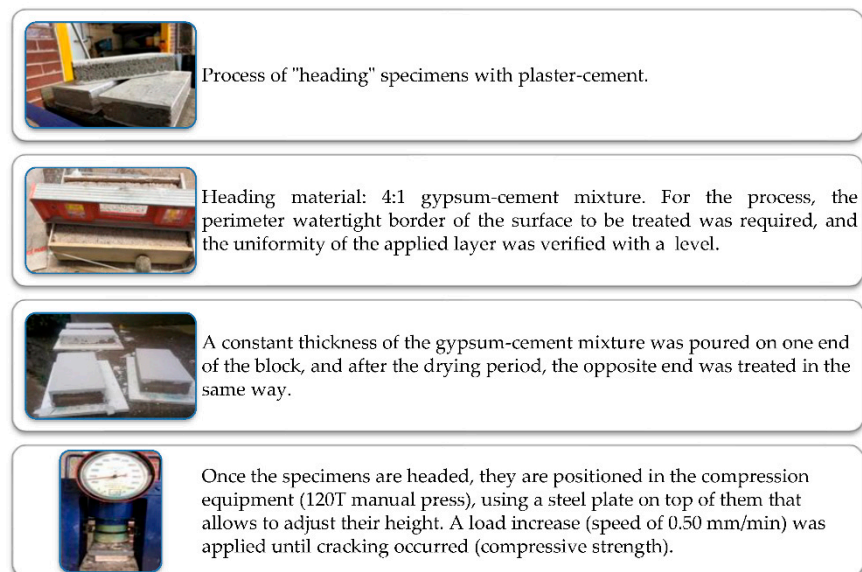 Process of "heading" specimens with plaster-cement.
Heading material: 4:1 gypsum-cement mixture. For the process, the
perimeter watertight border of the surface to be treated was required, and
the uniformity of the applied layer was verified with a level.
A constant thickness of the gypsum-cement mixture was poured on one end
of the block, and after the drying period, the opposite end was treated in the
same way.
Once the specimens are headed, they are positioned in the compression
equipment (120T manual press), using a steel plate on top of them that
allows to adjust their height. A load increase (speed of 0.50 mm/min) was
applied until cracking occurred (compressive strength).